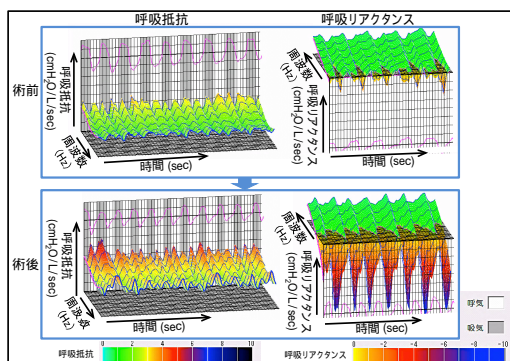 呼吸抵抗
呼吸リアクタンス
術前
呼吸抵抗
(cmH₂O/L/sec)
周波数
(Hz)
時間 (sec)
周波数
(Hz)
呼吸リアクタンス
(cmH₂O/L/sec)
時間 (sec)
術後
呼吸抵抗
(cmH₂O/L/sec)
周波数
(Hz)
時間 (sec)
周波数
(Hz)
呼吸リアクタンス
(cmH₂O/L/sec)
時間 (sec)
呼気
吸気
呼吸抵抗
0 2 4 6 8 10
呼吸リアクタンス
0 -2 -4 -6 -8 -10